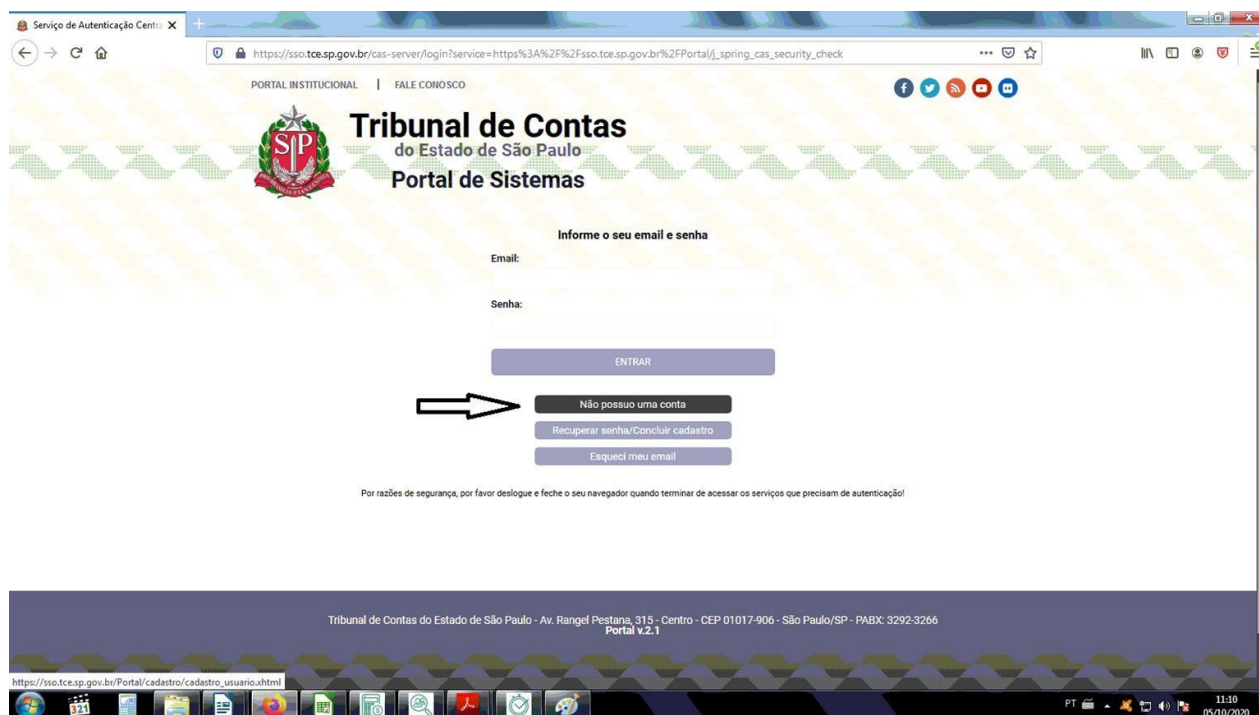 Serviço de Autenticação Centra
https://sso.tce.sp.gov.br/cas-server/login?service=https%3A%2F%2Fsso.tce.sp.gov.br%2FPortal/j_spring_cas_security_check
PORTAL INSTITUCIONAL | FALE CONOSCO
SP
Tribunal de Contas
do Estado de São Paulo
Portal de Sistemas
Informe o seu email e senha
Email:
Senha:
ENTRAR
Não possuo uma conta
Recuperar senha/Concluir cadastro
Esqueci meu email
Por razões de segurança, por favor deslogue e feche o seu navegador quando terminar de acessar os serviços que precisam de autenticação!
Tribunal de Contas do Estado de São Paulo - Av. Rangel Pestana, 315 - Centro - CEP 01017-906 - São Paulo/SP - PABX: 3292-3266
Portal v.2.1
https://sso.tce.sp.gov.br/Portal/cadastro/cadastro_usuario.xhtml
321
PT
11:10
05/10/2020